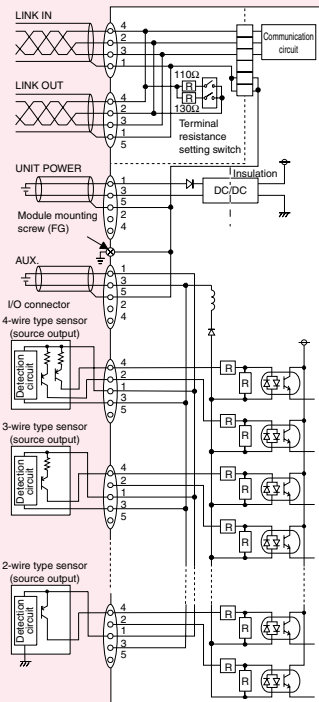 LINK IN
4
2
3
1
Communication
circuit
LINK OUT
4
2
3
1
5
110Ω
R
R
130Ω
Terminal
resistance
setting switch
UNIT POWER
1
3
5
2
4
Insulation
DC/DC
Module mounting
screw (FG)
AUX.
1
3
5
2
4
I/O connector
4-wire type sensor
(source output)
Detection
circuit
4
2
1
3
5
R
R
R
R
3-wire type sensor
(source output)
Detection
circuit
4
2
1
3
5
R
R
R
R
2-wire type sensor
(source output)
Detection
circuit
4
2
1
3
5
R
R
R
R